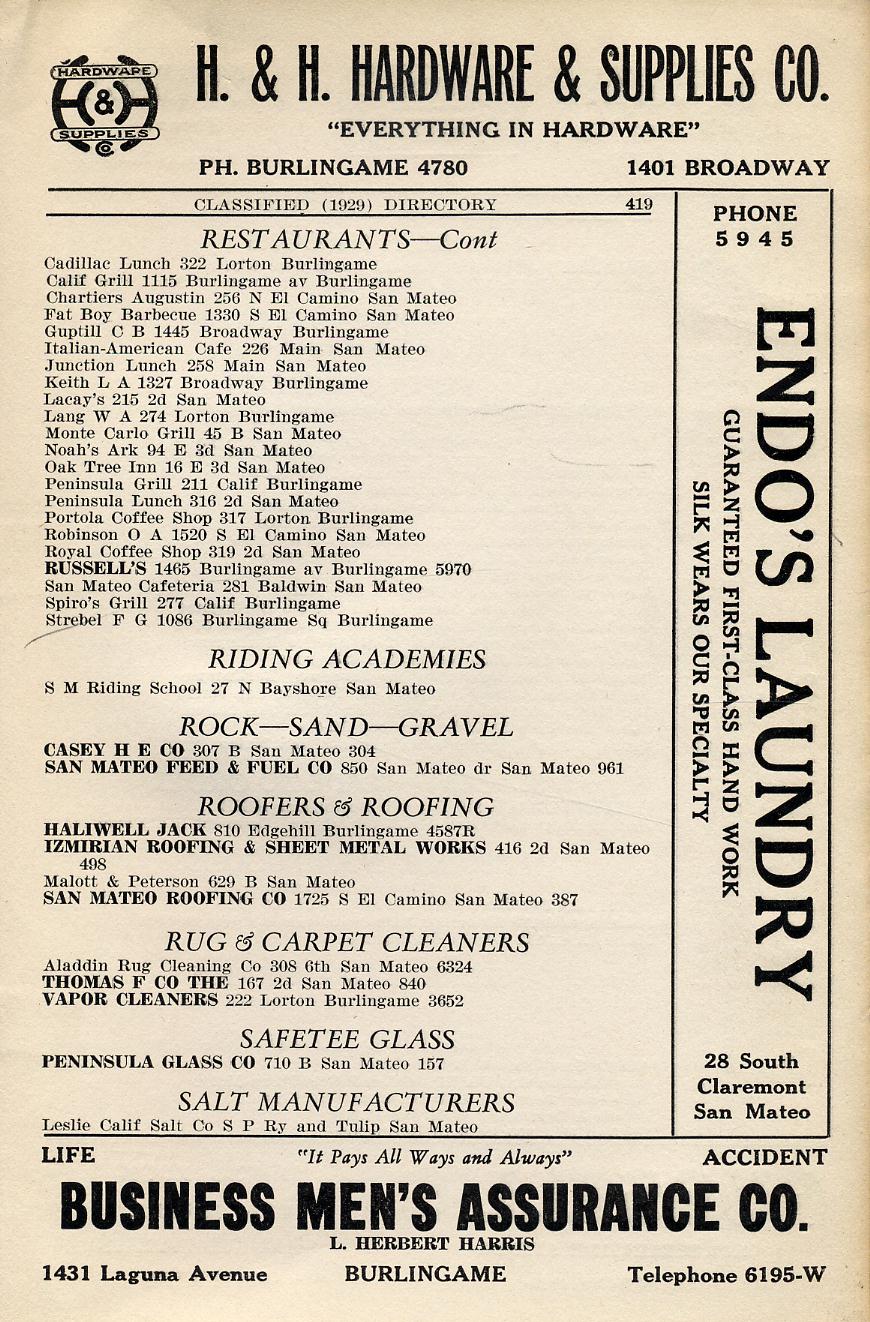 HARDWARE
H & H
SUPPLIES
Co
H. & H. HARDWARE & SUPPLIES CO.
"EVERYTHING IN HARDWARE"
PH. BURLINGAME 4780 1401 BROADWAY
CLASSIFIED (1929) DIRECTORY 419
RESTAURANTS—Cont
Cadillac Lunch 322 Lorton Burlingame
Calif Grill 1115 Burlingame av Burlingame
Chartiers Augustin 256 N El Camino San Mateo
Fat Boy Barbecue 1330 S El Camino San Mateo
Guptill C B 1445 Broadway Burlingame
Italian-American Cafe 226 Main San Mateo
Junction Lunch 258 Main San Mateo
Keith L A 1327 Broadway Burlingame
Lacay's 215 2d San Mateo
Lang W A 274 Lorton Burlingame
Monte Carlo Grill 45 B San Mateo
Noah's Ark 94 E 3d San Mateo
Oak Tree Inn 16 E 3d San Mateo
Peninsula Grill 211 Calif Burlingame
Peninsula Lunch 316 2d San Mateo
Portola Coffee Shop 317 Lorton Burlingame
Robinson O A 1520 S El Camino San Mateo
Royal Coffee Shop 319 2d San Mateo
RUSSELL'S 1465 Burlingame av Burlingame 5970
San Mateo Cafeteria 281 Baldwin San Mateo
Spiro's Grill 277 Calif Burlingame
Strebel F G 1086 Burlingame Sq Burlingame
RIDING ACADEMIES
S M Riding School 27 N Bayshore San Mateo
ROCK—SAND—GRAVEL
CASEY H E CO 307 B San Mateo 304
SAN MATEO FEED & FUEL CO 850 San Mateo dr San Mateo 961
ROOFERS & ROOFING
HALIWELL JACK 810 Edgehill Burlingame 4587R
IZMIRIAN ROOFING & SHEET METAL WORKS 416 2d San Mateo
498
Malott & Peterson 629 B San Mateo
SAN MATEO ROOFING CO 1725 S El Camino San Mateo 387
RUG & CARPET CLEANERS
Aladdin Rug Cleaning Co 308 6th San Mateo 6324
THOMAS F CO THE 167 2d San Mateo 840
VAPOR CLEANERS 222 Lorton Burlingame 3652
SAFETEE GLASS
PENINSULA GLASS CO 710 B San Mateo 157
SALT MANUFACTURERS
Leslie Calif Salt Co S P Ry and Tulip San Mateo
PHONE
5945
ENDO'S LAUNDRY
GUARANTEED FIRST-CLASS HAND WORK
SILK WEARS OUR SPECIALTY
28 South
Claremont
San Mateo
LIFE "It Pays All Ways and Always" ACCIDENT
BUSINESS MEN'S ASSURANCE CO.
L. HERBERT HARRIS
1431 Laguna Avenue BURLINGAME Telephone 6195-W